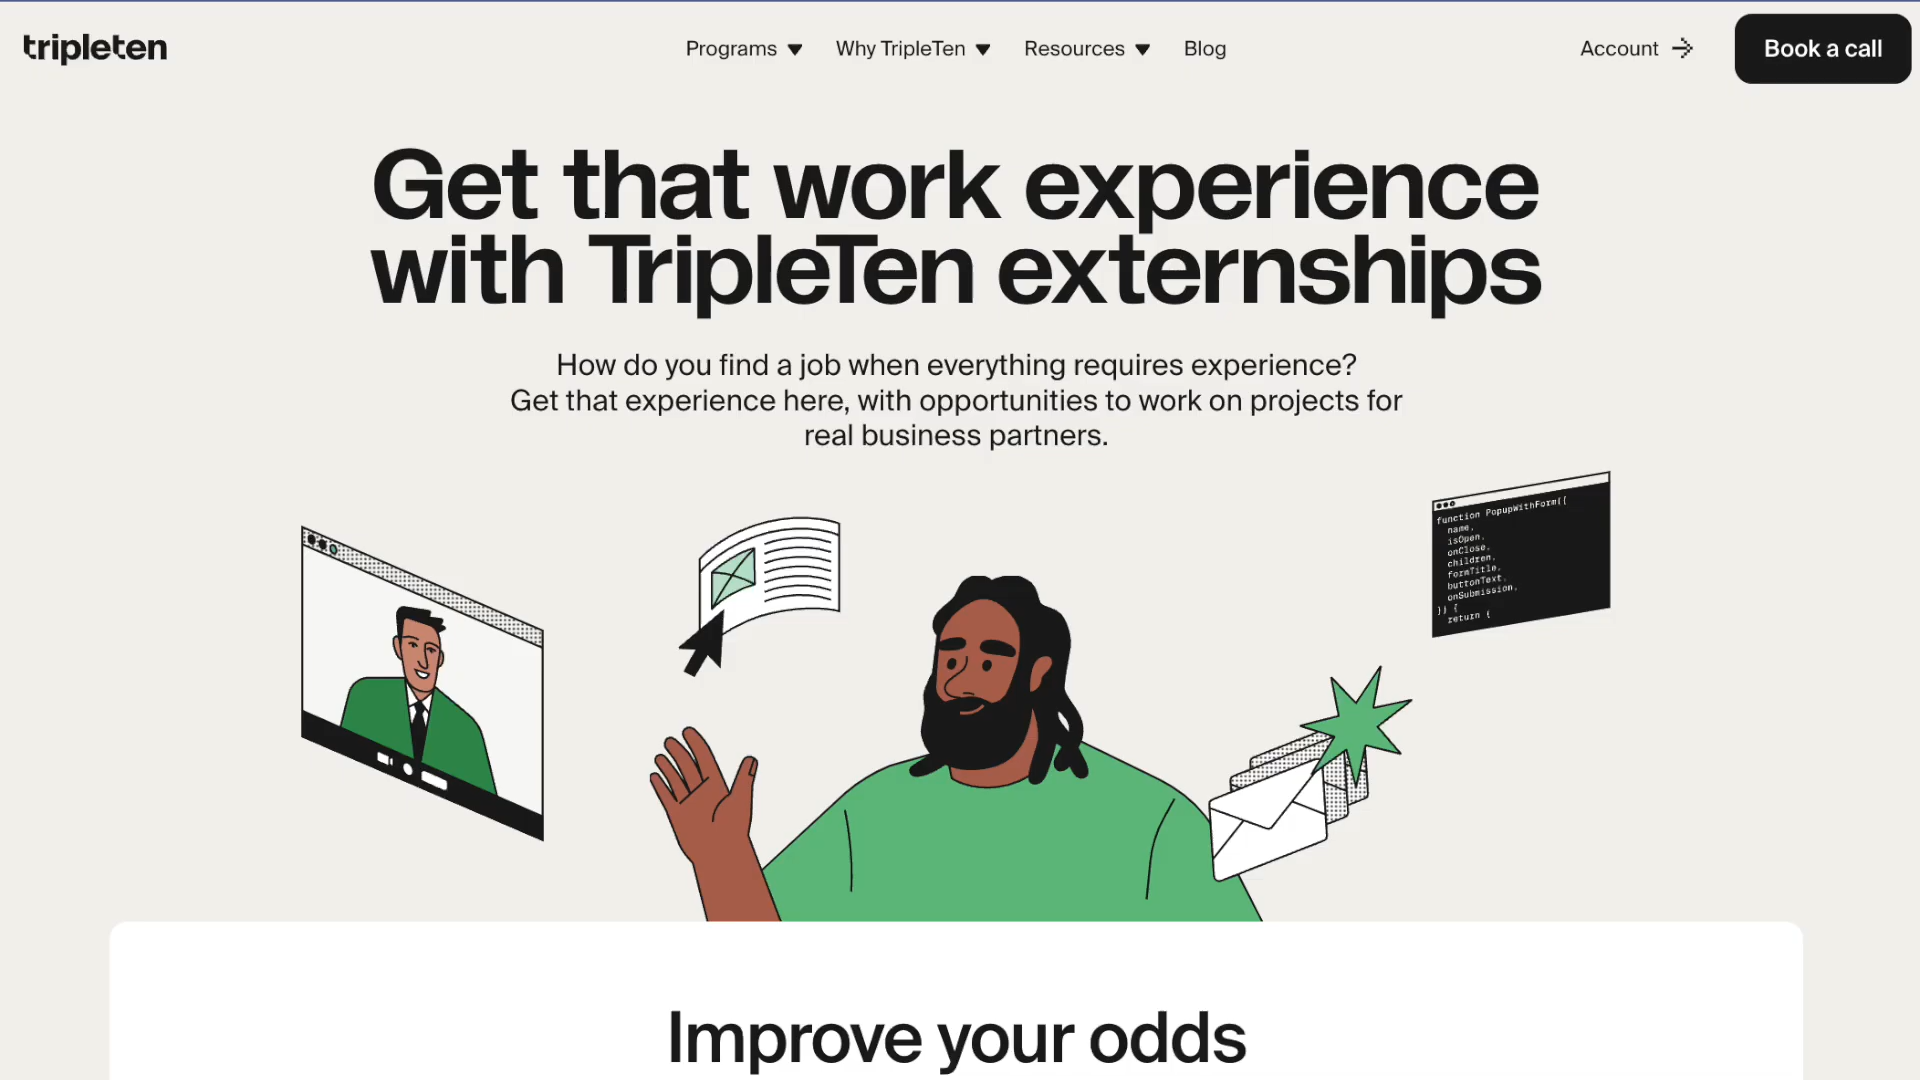 tripleten
Programs
Why TripleTen
Resources
Blog
Account
Book a call
Get that work experience
with TripleTen externships
How do you find a job when everything requires experience?
Get that experience here, with opportunities to work on projects for
real business partners.
function PopupWithForm({
name,
isOpen,
onClose,
children,
formTitle,
buttonText,
onSubmission,
}) {
return (
Improve your odds